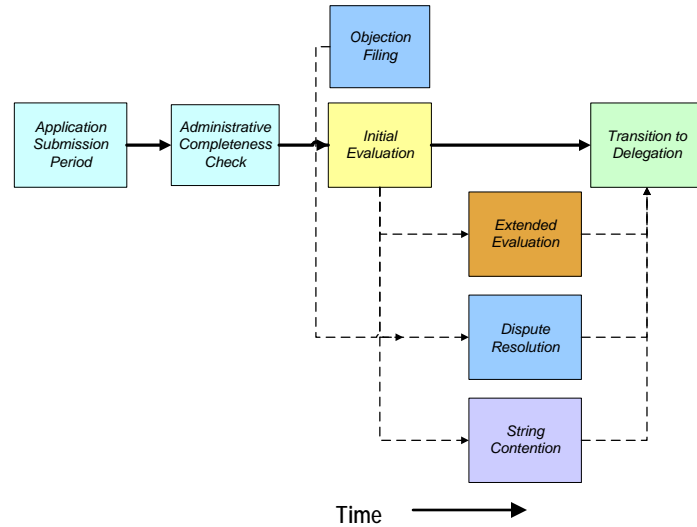 Objection
Filing
Application
Submission
Period
Administrative
Completeness
Check
Initial
Evaluation
Transition to
Delegation
Extended
Evaluation
Dispute
Resolution
String
Contention
Time